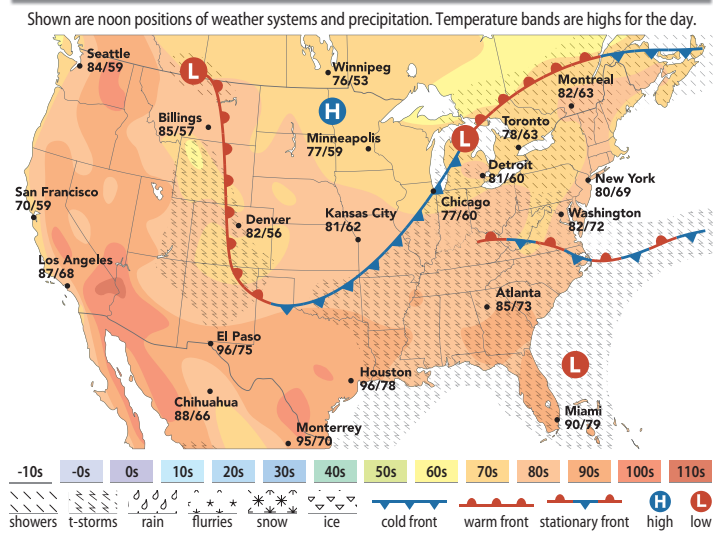 Shown are noon positions of weather systems and precipitation. Temperature bands are highs for the day.
Seattle
84/59
L
Winnipeg
76/53
Montreal
82/63
H
Billings
85/57
Minneapolis
77/59
Toronto
78/63
L
Detroit
81/60
New York
80/69
San Francisco
70/59
Chicago
77/60
Denver
82/56
Kansas City
81/62
Washington
82/72
Los Angeles
87/68
Atlanta
85/73
El Paso
96/75
Houston
96/78
L
Chihuahua
88/66
Miami
90/79
Monterrey
95/70
-10s -0s 0s 10s 20s 30s 40s 50s 60s 70s 80s 90s 100s 110s
H L
showers t-storms rain flurries snow ice cold front warm front stationary front high low